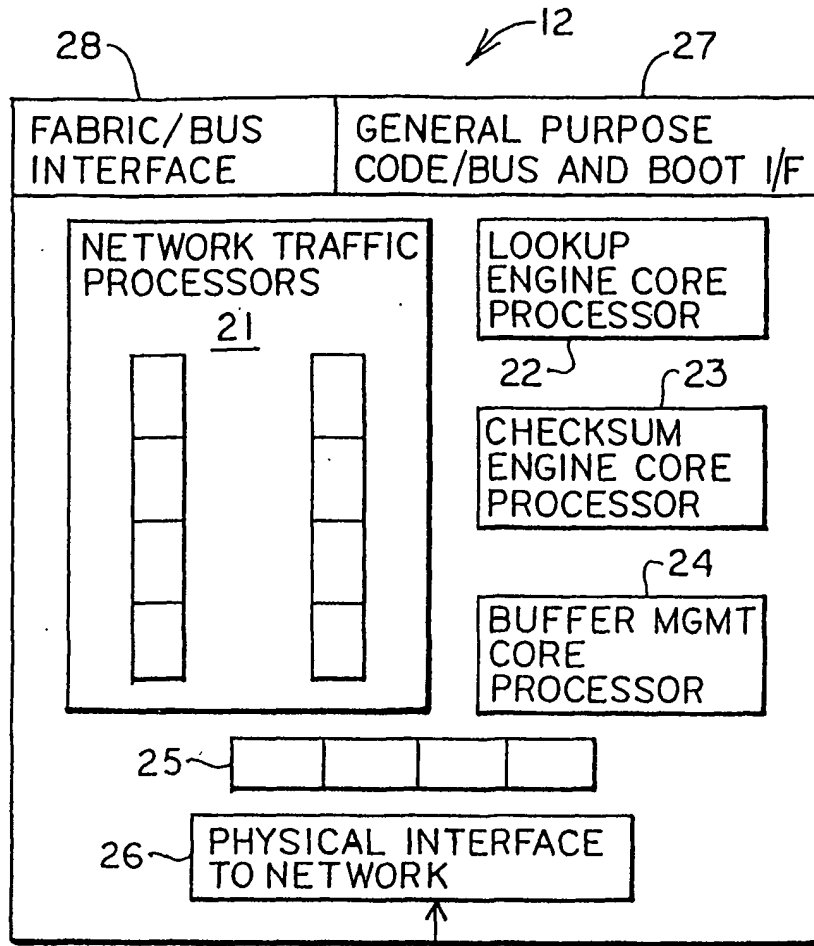 12
28
27
FABRIC/BUS
INTERFACE
GENERAL PURPOSE
CODE/BUS AND BOOT I/F
NETWORK TRAFFIC
PROCESSORS
21
LOOKUP
ENGINE CORE
PROCESSOR
22
23
CHECKSUM
ENGINE CORE
PROCESSOR
24
BUFFER MGMT
CORE
PROCESSOR
25
26
PHYSICAL INTERFACE
TO NETWORK